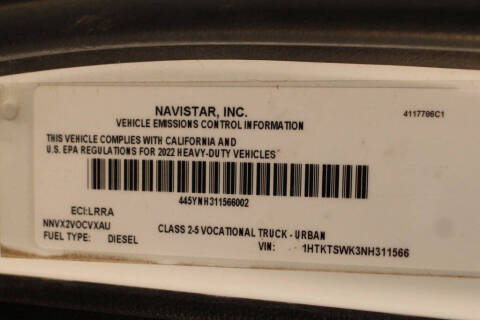 NAVISTAR, INC.
4117706C1
VEHICLE EMISSIONS CONTROL INFORMATION
THIS VEHICLE COMPLIES WITH CALIFORNIA AND
U.S. EPA REGULATIONS FOR 2022 HEAVY-DUTY VEHICLES
445YNH311566002
ECI:LRRA
NNVX2VOCVXAU
FUEL TYPE: DIESEL
CLASS 2-5 VOCATIONAL TRUCK - URBAN
VIN: 1HTKTSWK3NH311566